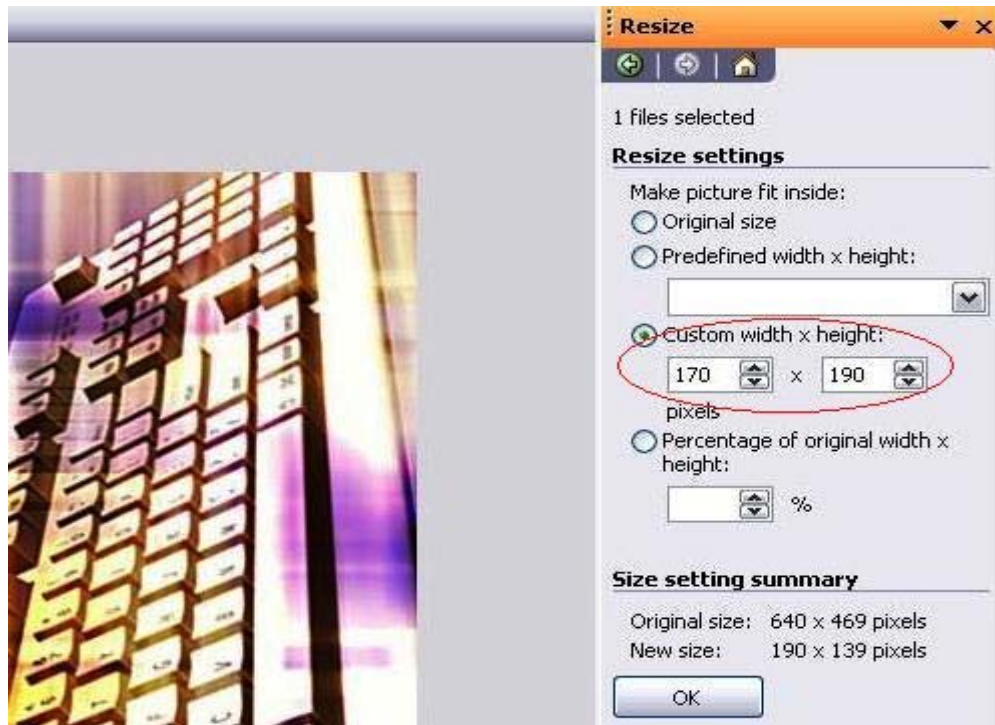 Resize
1 files selected
Resize settings
Make picture fit inside:
Original size
Predefined width x height:
Custom width x height:
170 x 190
pixels
Percentage of original width x
height:
%
Size setting summary
Original size: 640 x 469 pixels
New size: 190 x 139 pixels
OK